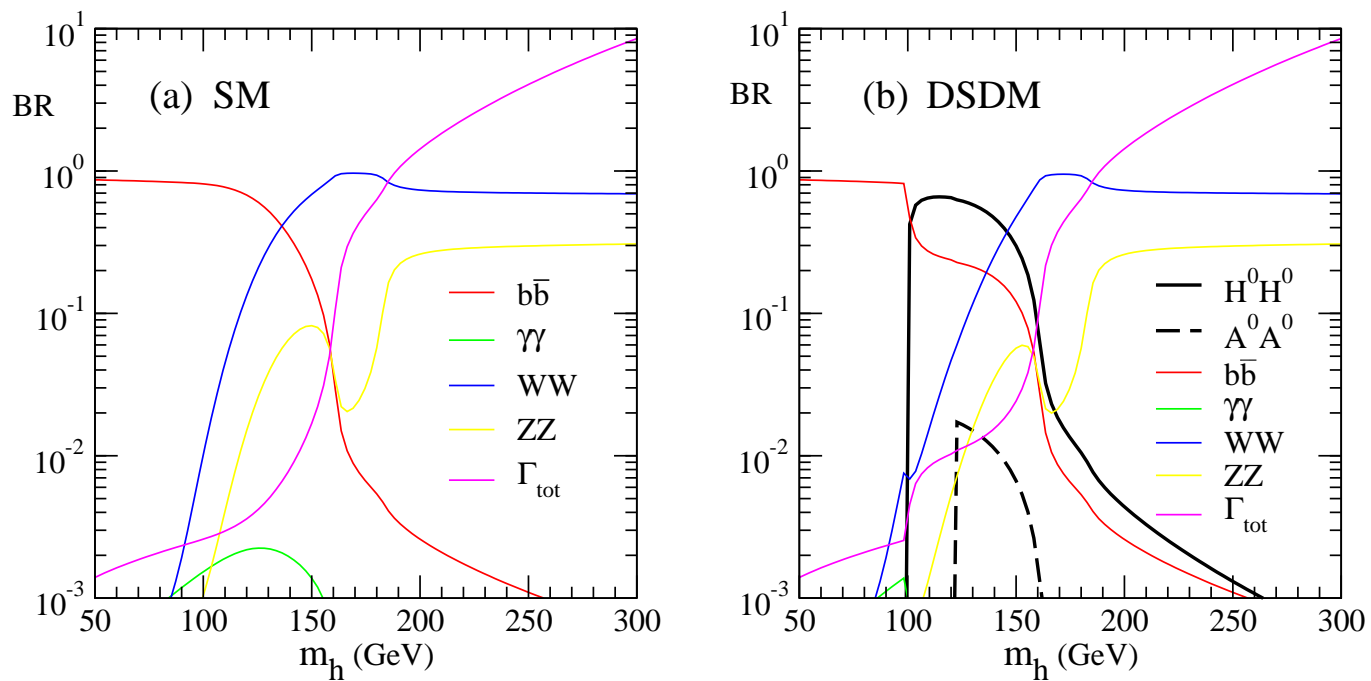 BR
(a) SM
10^1
10^0
10^-1
10^-2
10^-3
bb̄
γγ
WW
ZZ
Γ_tot
50 100 150 200 250 300
m_h (GeV)
BR
(b) DSDM
10^1
10^0
10^-1
10^-2
10^-3
H^0H^0
A^0A^0
bb̄
γγ
WW
ZZ
Γ_tot
50 100 150 200 250 300
m_h (GeV)